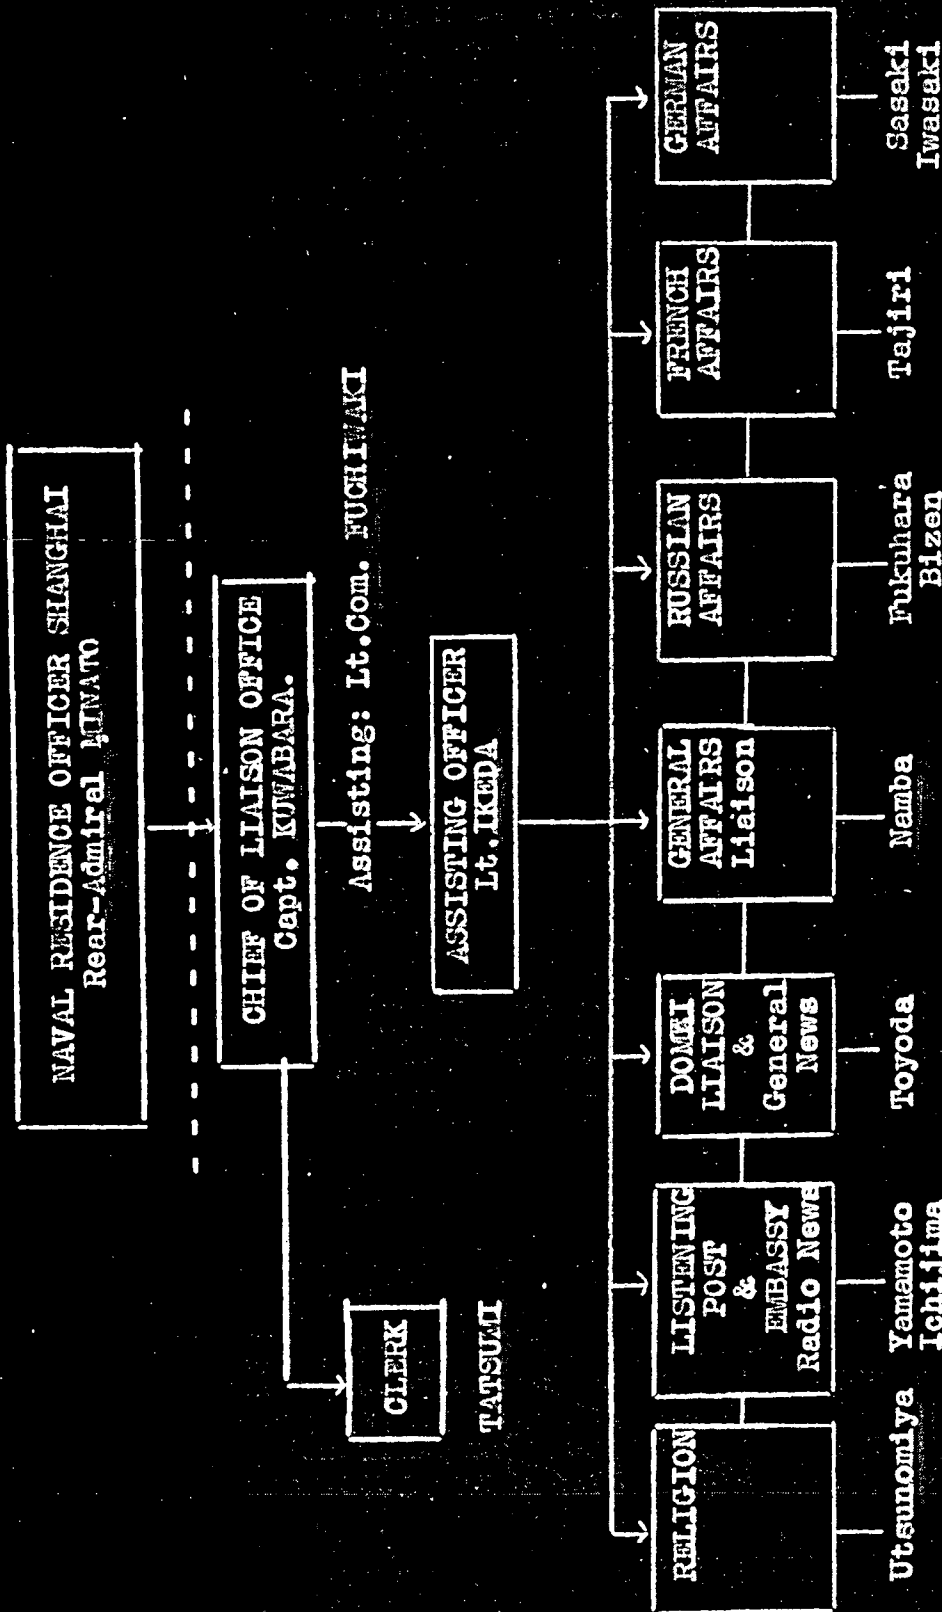 NAVAL RESIDENCE OFFICER SHANGHAI
Rear-Admiral MINATO
CHIEF OF LIAISON OFFICE
Capt. KUWABARA.
Assisting: Lt.Com. FUCHIWAKI
CLERK
TATSUMI
ASSISTING OFFICER
Lt.IKEDA
RELIGION
Utsunomiya
LISTENING
POST
&
EMBASSY
Radio News
Yamamoto
Ichijima
DOMEI
LIAISON
&
General
News
Toyoda
GENERAL
AFFAIRS
Liaison
Namba
RUSSIAN
AFFAIRS
Fukuhara
Bizen
FRENCH
AFFAIRS
Tajiri
GERMAN
AFFAIRS
Sasaki
Iwasaki